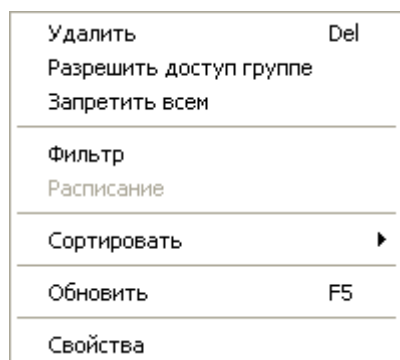 Удалить Del
Разрешить доступ группе
Запретить всем
Фильтр
Расписание
Сортировать
Обновить F5
Свойства